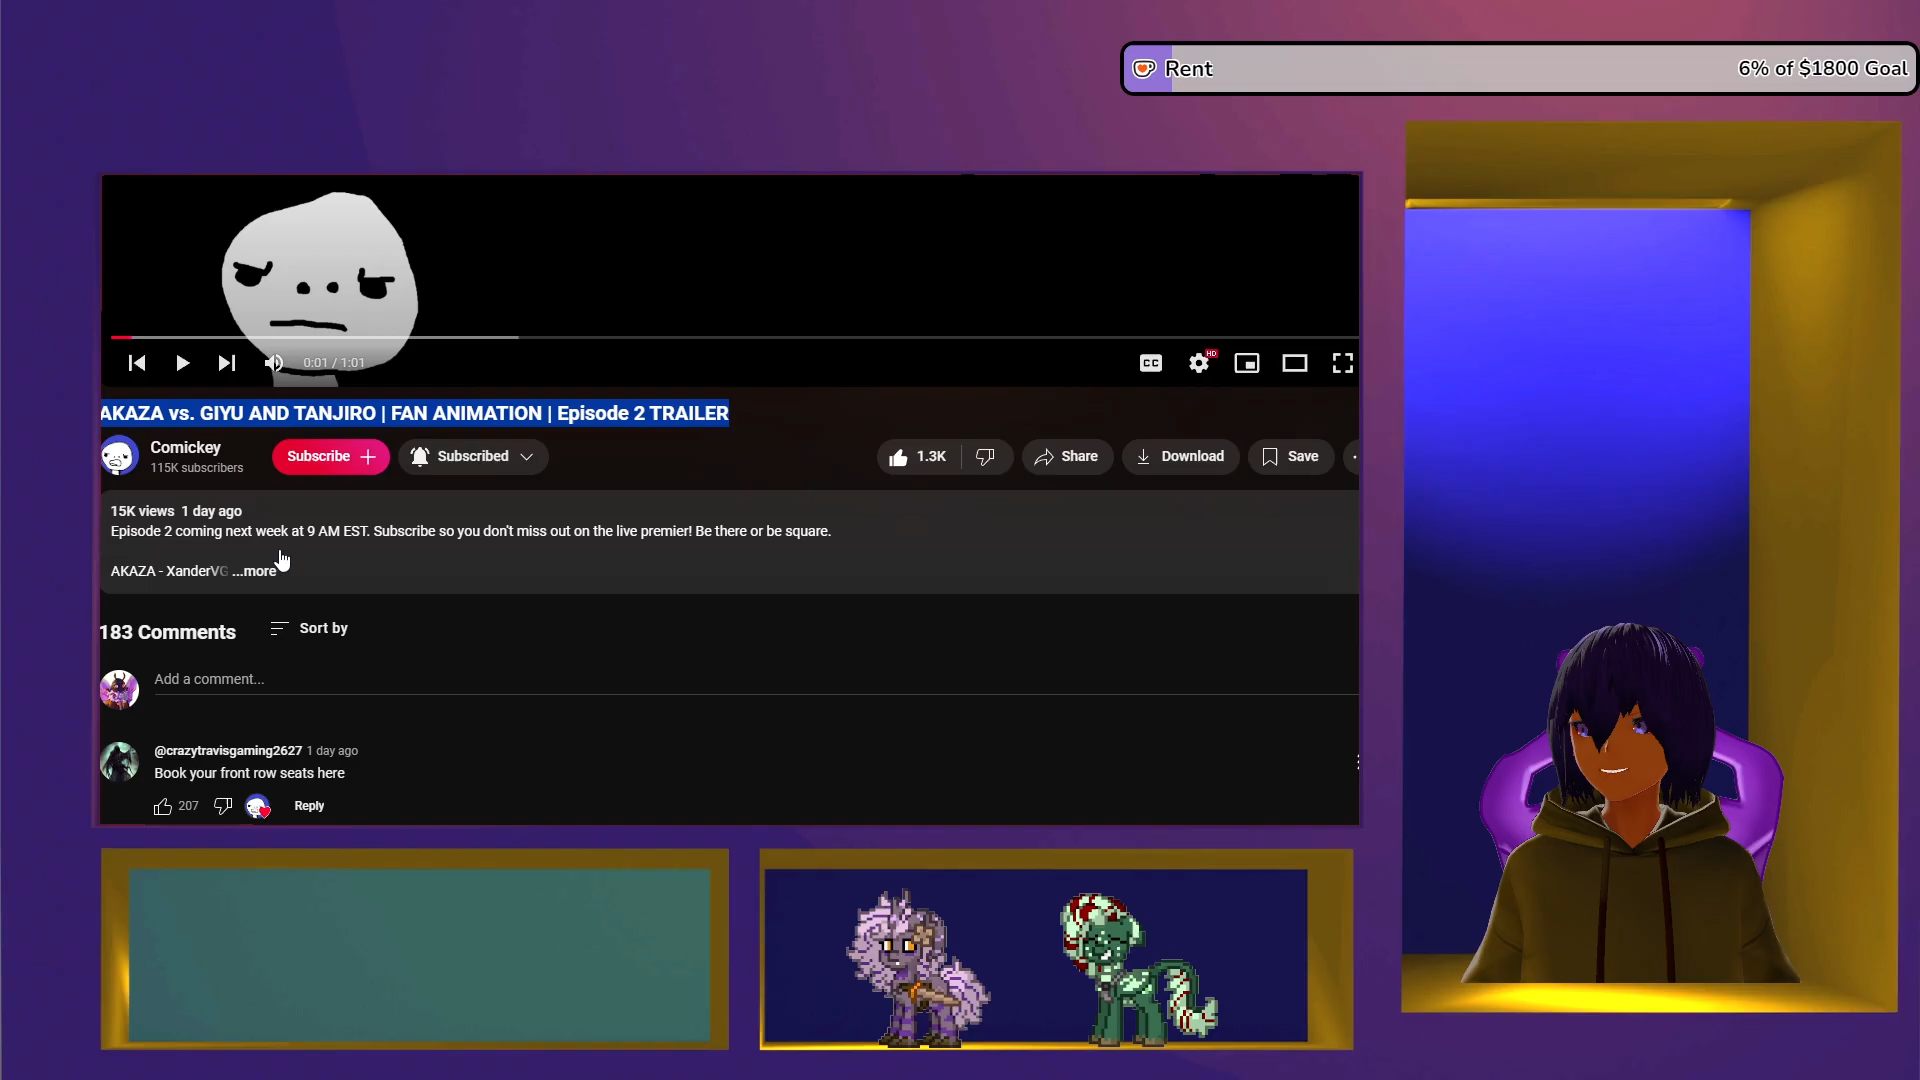 Rent
6% of $1800 Goal
0:01 / 1:01
CC
HD
AKAZA vs. GIYU AND TANJIRO | FAN ANIMATION | Episode 2 TRAILER
Comickey
115K subscribers
Subscribe
Subscribed
1.3K
Share
Download
Save
15K views 1 day ago
Episode 2 coming next week at 9 AM EST. Subscribe so you don't miss out on the live premier! Be there or be square.
AKAZA - XanderVG ...more
183 Comments
Sort by
Add a comment...
@crazytravisgaming2627 1 day ago
Book your front row seats here
207
Reply